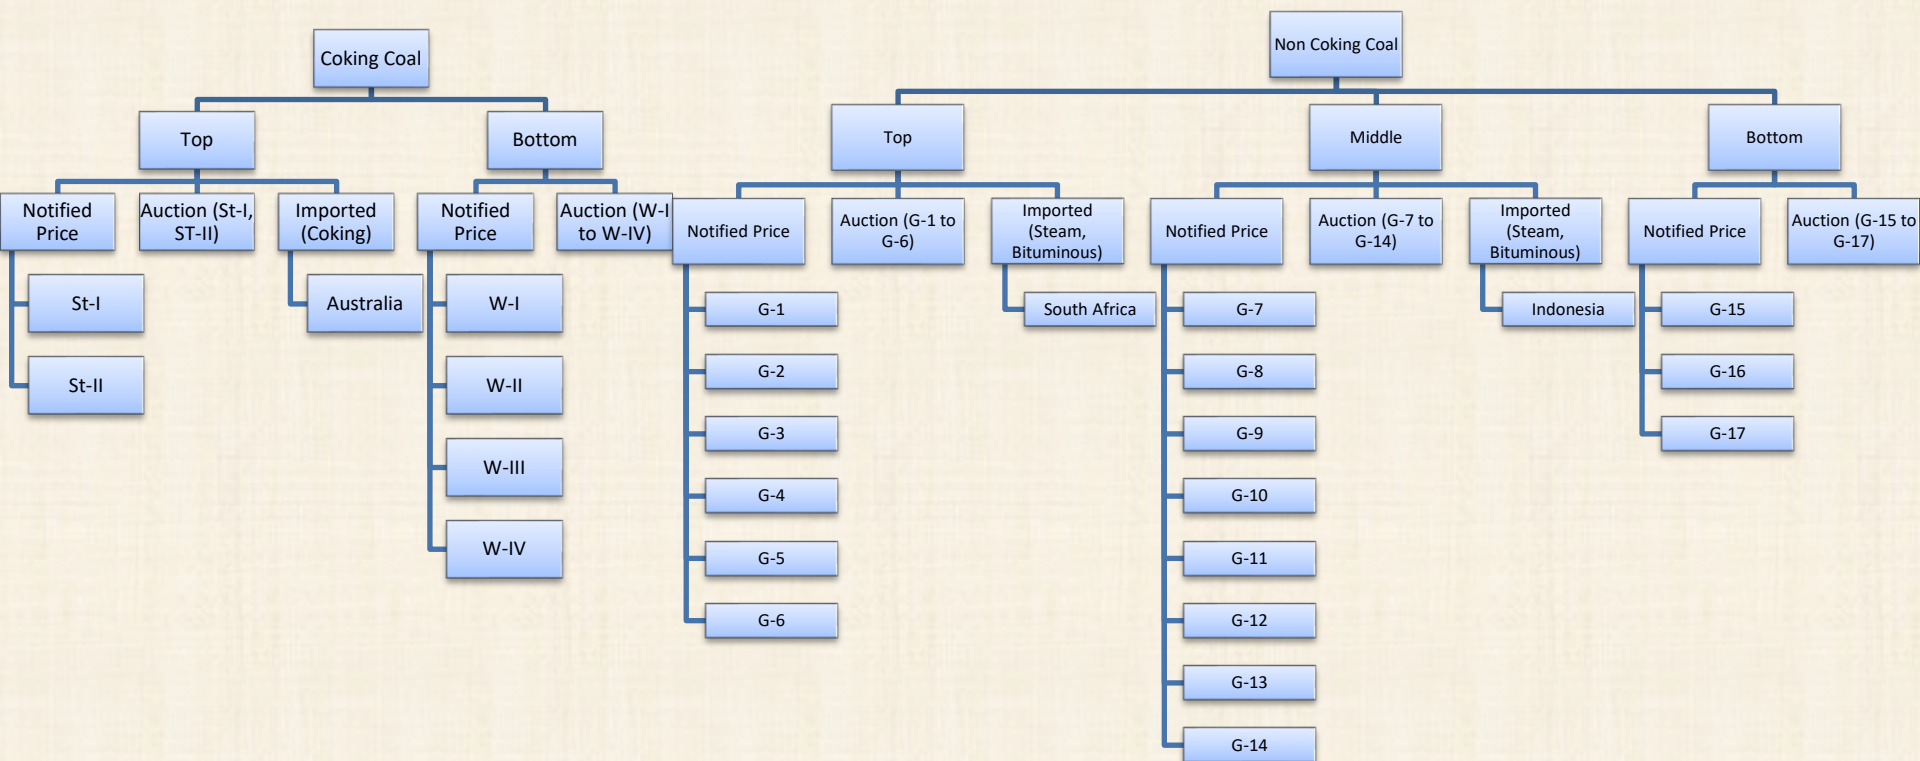 Coking Coal
Top
Bottom
Notified
Price
Auction (St-I,
ST-II)
Imported
(Coking)
Notified
Price
Auction (W-I
to W-IV)
St-I
St-II
Australia
W-I
W-II
W-III
W-IV
Non Coking Coal
Top
Middle
Bottom
Notified Price
Auction (G-1 to
G-6)
Imported
(Steam,
Bituminous)
Notified Price
Auction (G-7 to
G-14)
Imported
(Steam,
Bituminous)
Notified Price
Auction (G-15 to
G-17)
G-1
G-2
G-3
G-4
G-5
G-6
South Africa
G-7
G-8
G-9
G-10
G-11
G-12
G-13
G-14
Indonesia
G-15
G-16
G-17